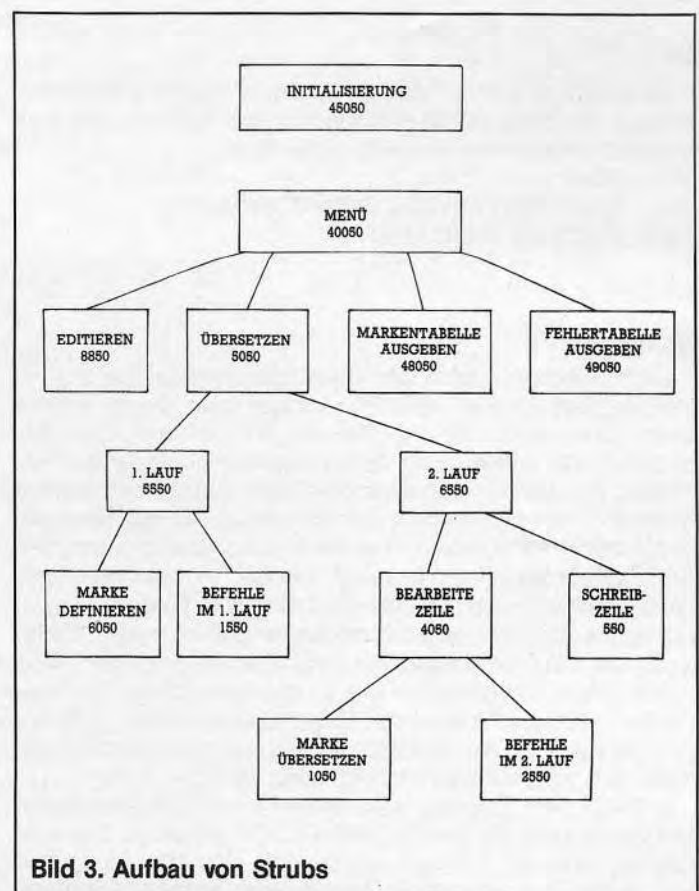 INITIALISIERUNG
45050
MENÜ
40050
EDITIEREN
8850
ÜBERSETZEN
5050
MARKENTABELLE
AUSGEBEN
48050
FEHLERTABELLE
AUSGEBEN
49050
1. LAUF
5550
2. LAUF
6550
MARKE
DEFINIEREN
6050
BEFEHLE
IM 1. LAUF
1550
BEARBEITE
ZEILE
4050
SCHREIB-
ZEILE
550
MARKE
ÜBERSETZEN
1050
BEFEHLE
IM 2. LAUF
2550
Bild 3. Aufbau von Strubs